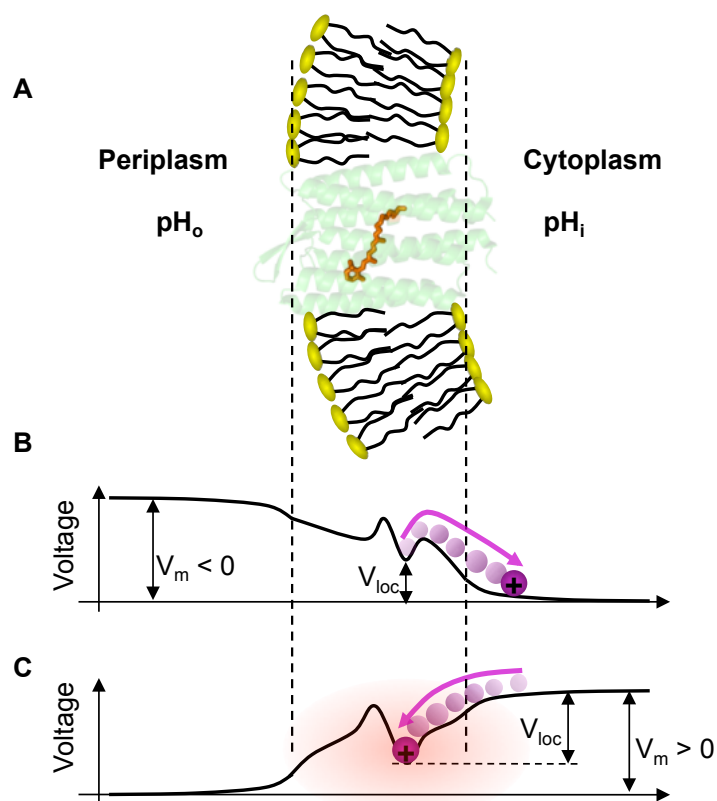 A
Periplasm
Cytoplasm
pHo
pHi
B
Voltage
Vm < 0
Vloc
+
C
Voltage
Vloc
Vm > 0
+